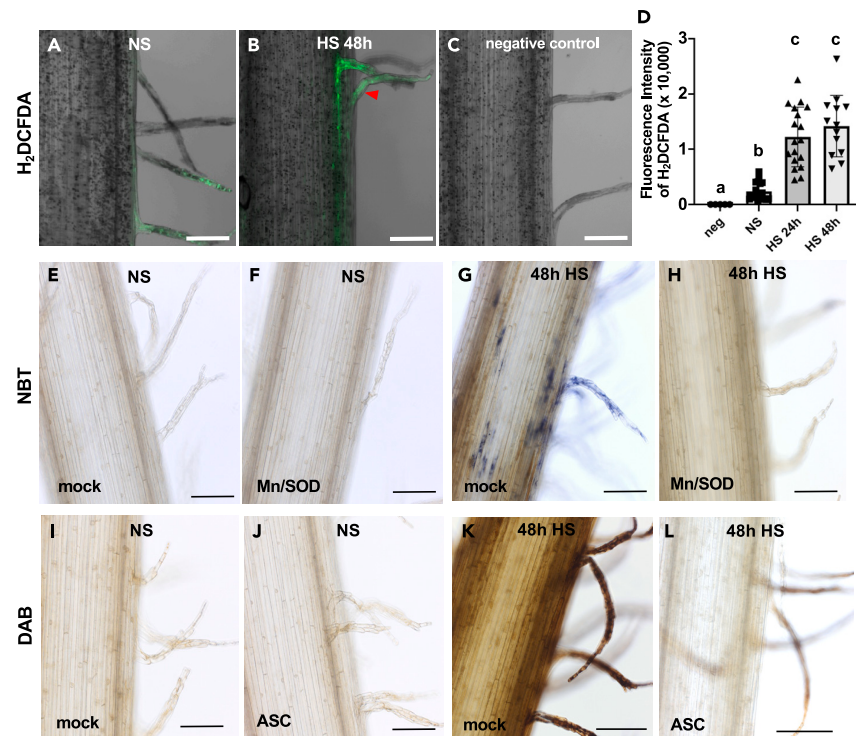 A
NS
B
HS 48h
C
negative control
H₂DCFDA
D
Fluorescence Intensity
of H₂DCFDA (x 10,000)
3
2
1
0
a
b
c
c
neg
NS
HS 24h
HS 48h
E
NS
F
NS
G
48h HS
H
48h HS
NBT
mock
Mn/SOD
mock
Mn/SOD
I
NS
J
NS
K
48h HS
L
48h HS
DAB
mock
ASC
mock
ASC